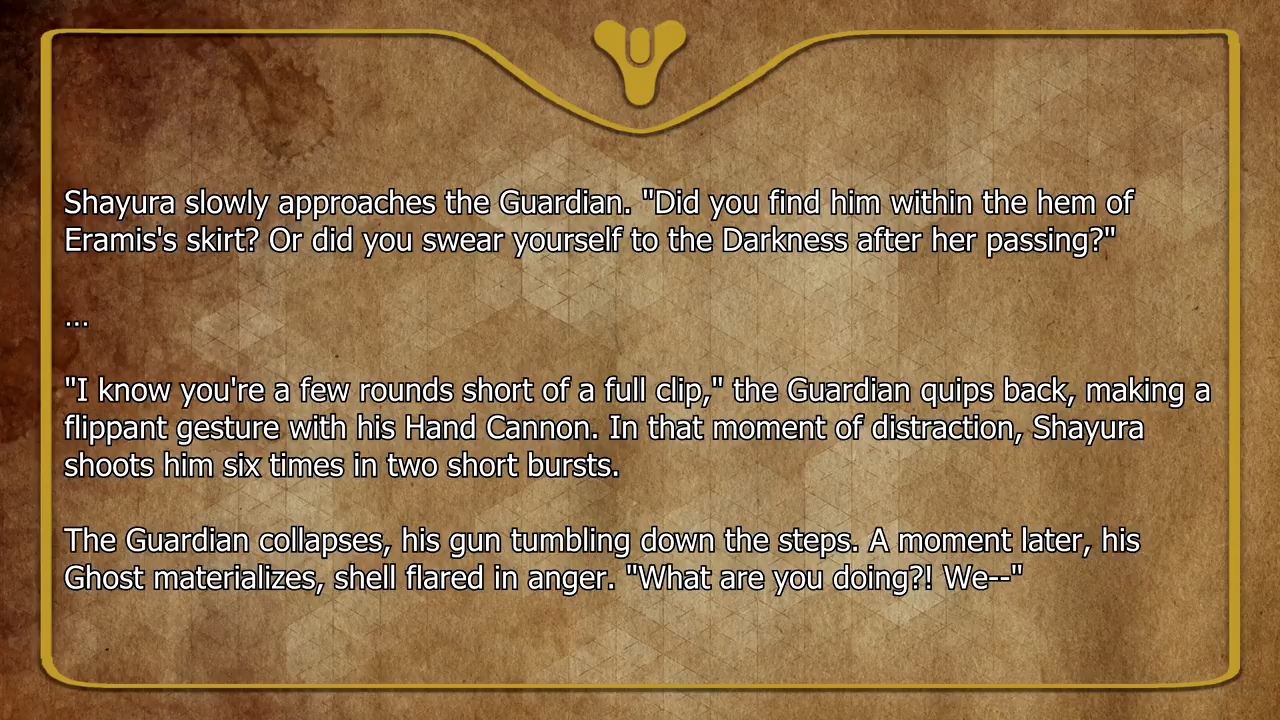 Shayura slowly approaches the Guardian. "Did you find him within the hem of
Eramis's skirt? Or did you swear yourself to the Darkness after her passing?"
...
"I know you're a few rounds short of a full clip," the Guardian quips back, making a
flippant gesture with his Hand Cannon. In that moment of distraction, Shayura
shoots him six times in two short bursts.
The Guardian collapses, his gun tumbling down the steps. A moment later, his
Ghost materializes, shell flared in anger. "What are you doing?! We--"